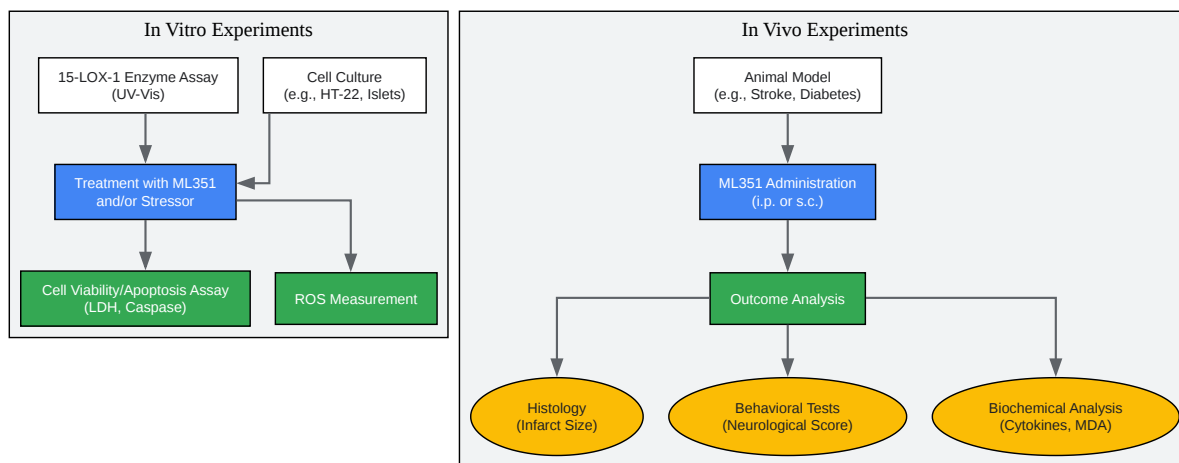 In Vitro Experiments
15-LOX-1 Enzyme Assay
(UV-Vis)
Cell Culture
(e.g., HT-22, Islets)
Treatment with ML351
and/or Stressor
Cell Viability/Apoptosis Assay
(LDH, Caspase)
ROS Measurement
In Vivo Experiments
Animal Model
(e.g., Stroke, Diabetes)
ML351 Administration
(i.p. or s.c.)
Outcome Analysis
Histology
(Infarct Size)
Behavioral Tests
(Neurological Score)
Biochemical Analysis
(Cytokines, MDA)